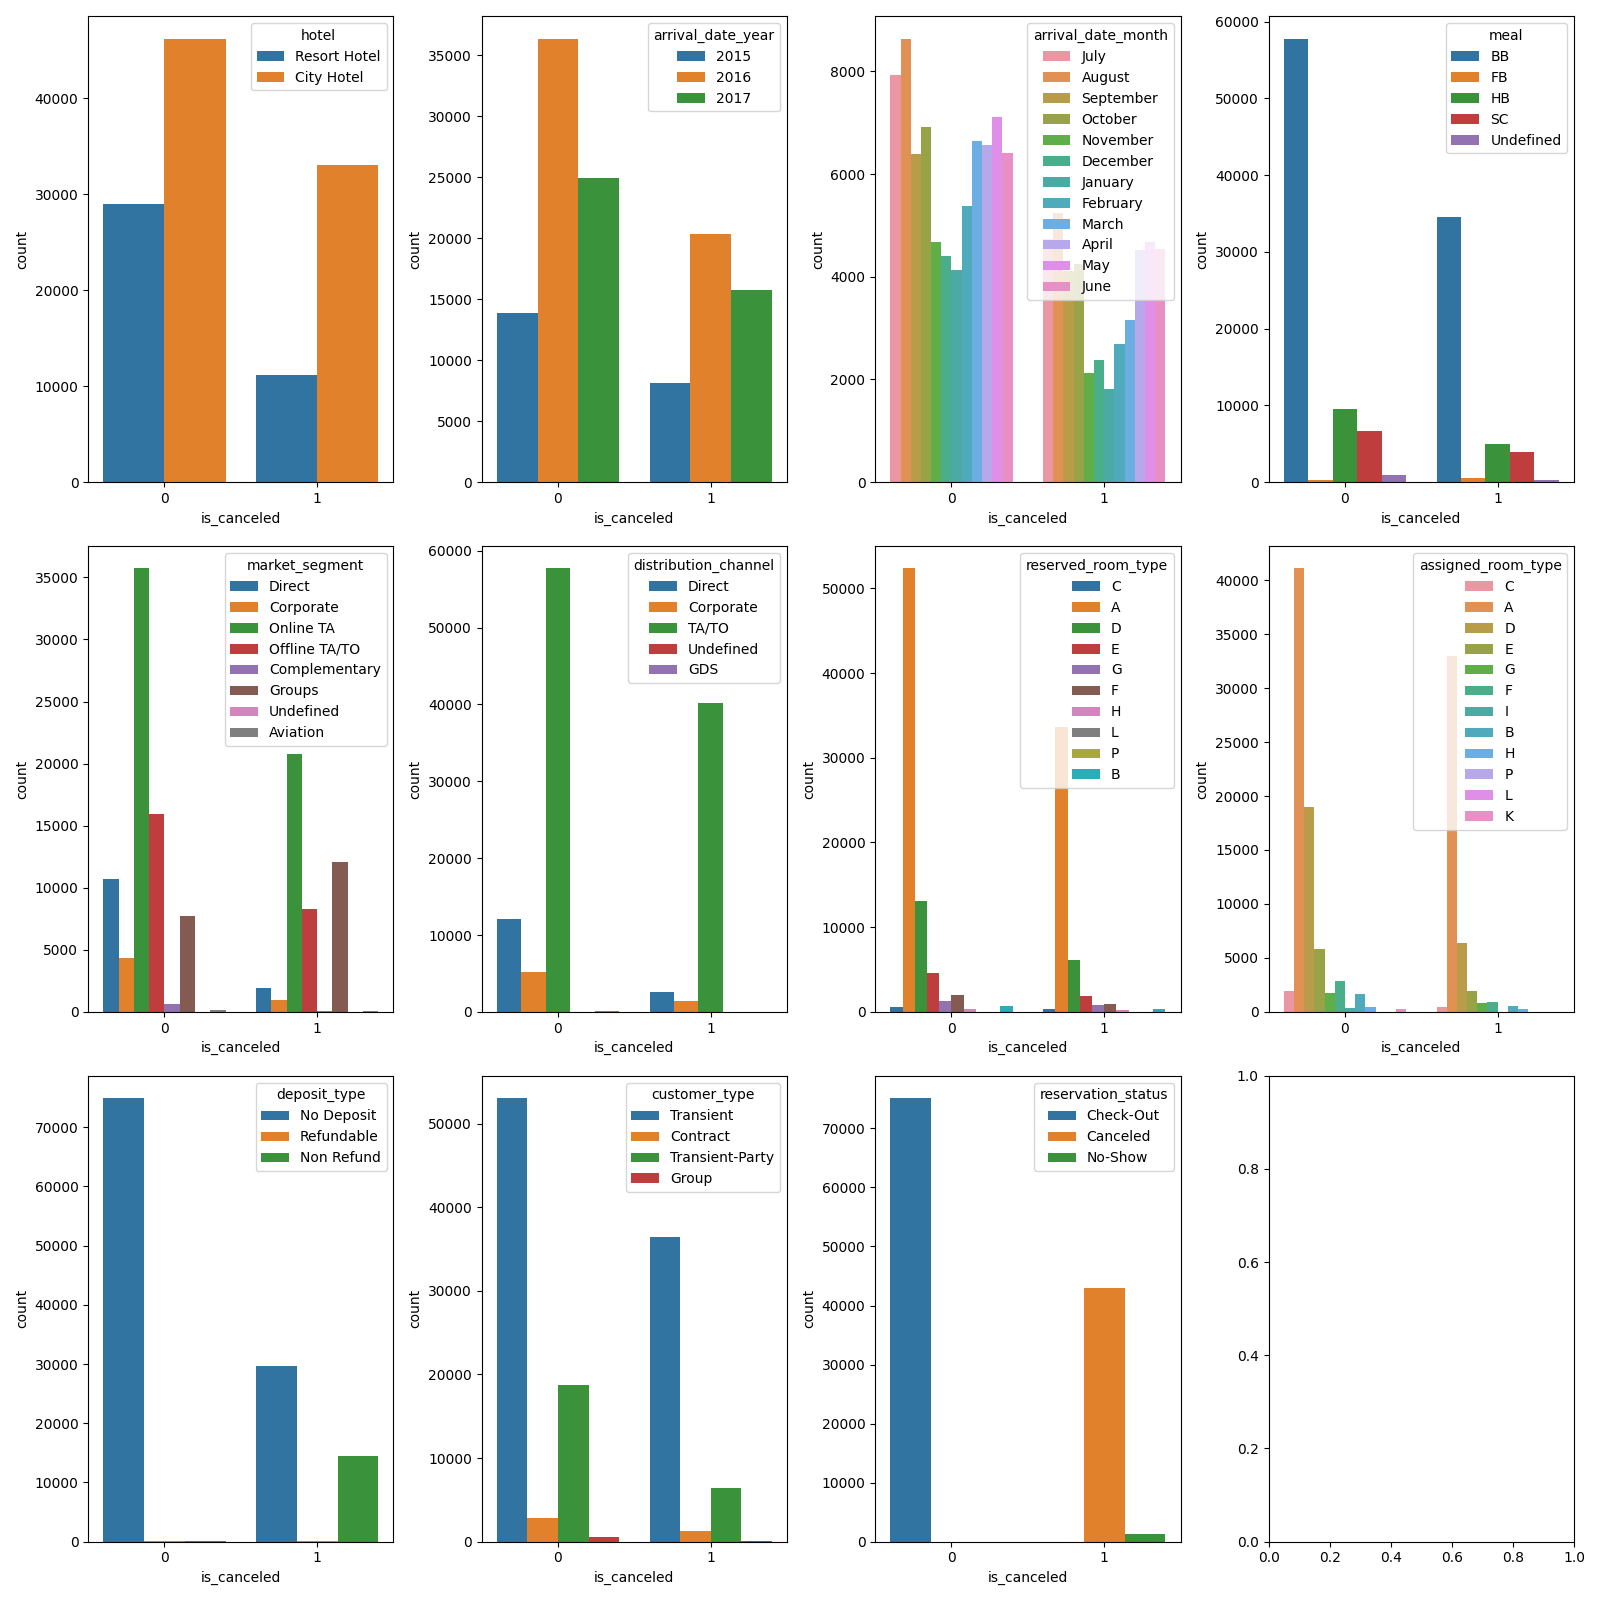 hotel
Resort Hotel
City Hotel
40000
30000
20000
10000
0
count
0 1
is_canceled
arrival_date_year
2015
2016
2017
35000
30000
25000
20000
15000
10000
5000
0
count
0 1
is_canceled
arrival_date_month
July
August
September
October
November
December
January
February
March
April
May
June
8000
6000
4000
2000
0
count
0 1
is_canceled
meal
BB
FB
HB
SC
Undefined
60000
50000
40000
30000
20000
10000
0
count
0 1
is_canceled
market_segment
Direct
Corporate
Online TA
Offline TA/TO
Complementary
Groups
Undefined
Aviation
35000
30000
25000
20000
15000
10000
5000
0
count
0 1
is_canceled
distribution_channel
Direct
Corporate
TA/TO
Undefined
GDS
60000
50000
40000
30000
20000
10000
0
count
0 1
is_canceled
reserved_room_type
C
A
D
E
G
F
H
L
P
B
50000
40000
30000
20000
10000
0
count
0 1
is_canceled
assigned_room_type
C
A
D
E
G
F
I
B
H
P
L
K
40000
35000
30000
25000
20000
15000
10000
5000
0
count
0 1
is_canceled
deposit_type
No Deposit
Refundable
Non Refund
70000
60000
50000
40000
30000
20000
10000
0
count
0 1
is_canceled
customer_type
Transient
Contract
Transient-Party
Group
50000
40000
30000
20000
10000
0
count
0 1
is_canceled
reservation_status
Check-Out
Canceled
No-Show
70000
60000
50000
40000
30000
20000
10000
0
count
0 1
is_canceled
1.0
0.8
0.6
0.4
0.2
0.0
0.0 0.2 0.4 0.6 0.8 1.0